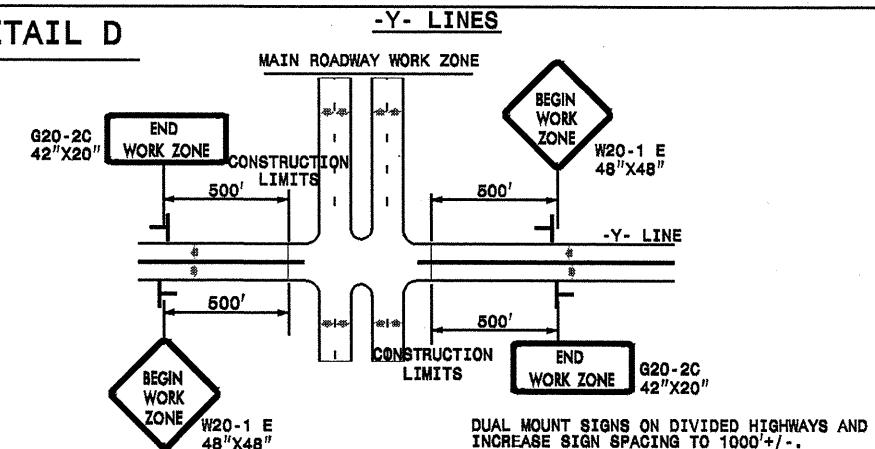 ETAIL D
-Y- LINES
MAIN ROADWAY WORK ZONE
END
WORK ZONE
G20-2C
42"X20"
CONSTRUCTION
LIMITS
500'
BEGIN
WORK
ZONE
W20-1 E
48"X48"
500'
-Y- LINE
500'
500'
BEGIN
WORK
ZONE
W20-1 E
48"X48"
CONSTRUCTION
LIMITS
END
WORK ZONE
G20-2C
42"X20"
DUAL MOUNT SIGNS ON DIVIDED HIGHWAYS AND
INCREASE SIGN SPACING TO 1000'+/-.